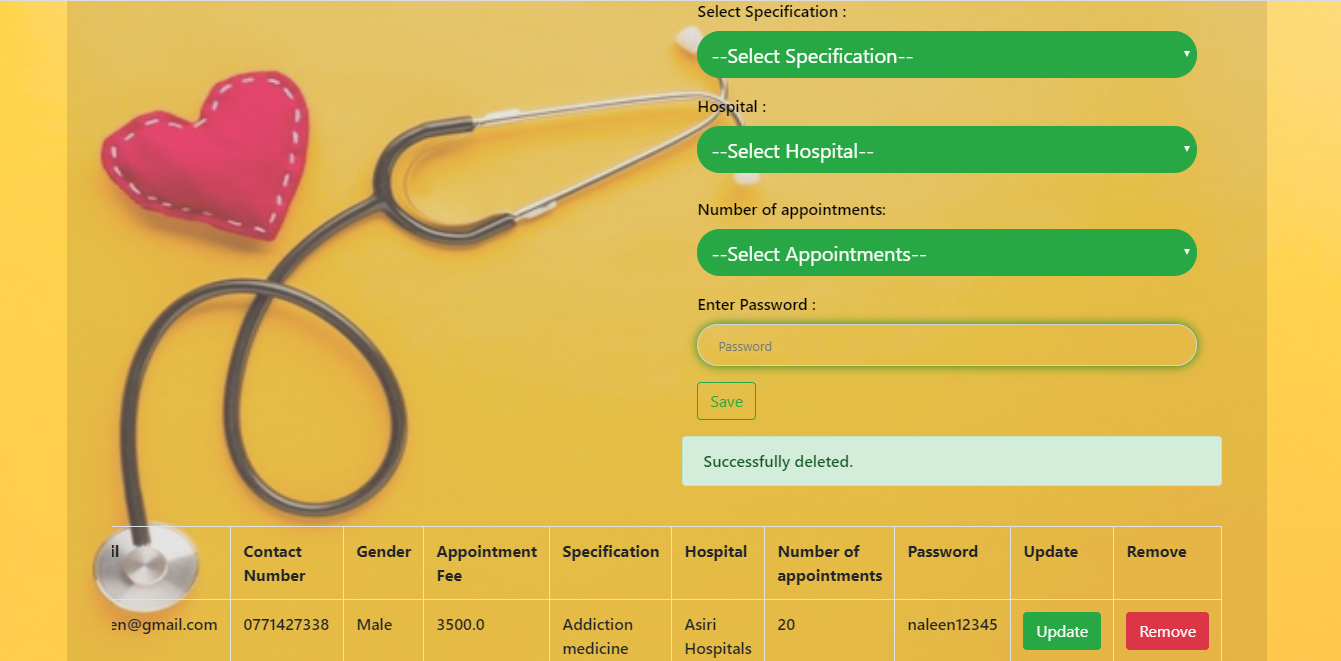 Select Specification :
--Select Specification--
Hospital :
--Select Hospital--
Number of appointments:
--Select Appointments--
Enter Password :
Password
Save
Successfully deleted.
il Contact Number Gender Appointment Fee Specification Hospital Number of appointments Password Update Remove
en@gmail.com 0771427338 Male 3500.0 Addiction medicine Asiri Hospitals 20 naleen12345 Update Remove